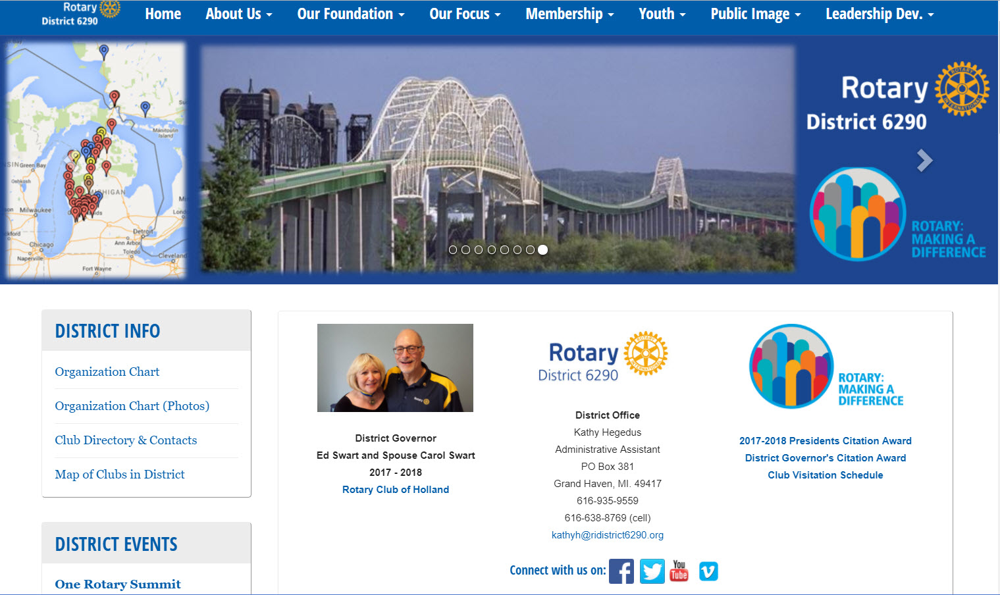 Rotary
District 6290
Home
About Us
Our Foundation
Our Focus
Membership
Youth
Public Image
Leadership Dev.
Manitoulin
Island
Green Bay
Oshkosh
MICHIGAN
Milwaukee
Detroit
Ann Arbor
Chicago
Toledo
Cleveland
Naperville
Fort Wayne
Rotary
District 6290
ROTARY INTERNATIONAL
ROTARY:
MAKING A
DIFFERENCE
DISTRICT INFO
Organization Chart
Organization Chart (Photos)
Club Directory & Contacts
Map of Clubs in District
DISTRICT EVENTS
One Rotary Summit
Rotary
District Governor
Ed Swart and Spouse Carol Swart
2017 - 2018
Rotary Club of Holland
Rotary
District 6290
ROTARY INTERNATIONAL
District Office
Kathy Hegedus
Administrative Assistant
PO Box 381
Grand Haven, MI. 49417
616-935-9559
616-638-8769 (cell)
kathyh@ridistrict6290.org
ROTARY:
MAKING A
DIFFERENCE
2017-2018 Presidents Citation Award
District Governor's Citation Award
Club Visitation Schedule
Connect with us on:
You
Tube